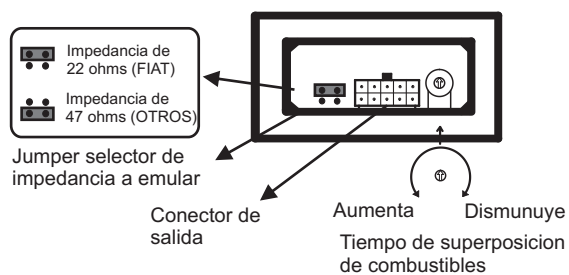 Impedancia de
22 ohms (FIAT)
Impedancia de
47 ohms (OTROS)
Jumper selector de
impedancia a emular
Conector de
salida
Aumenta
Dismunuye
Tiempo de superposicion
de combustibles